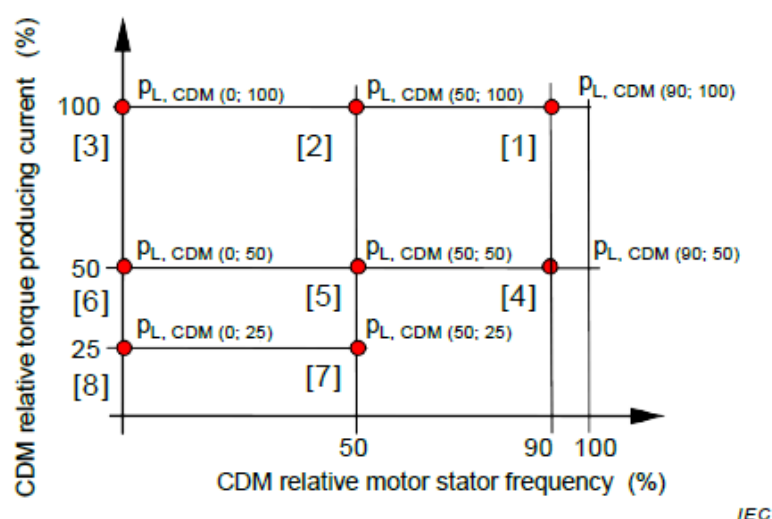 CDM relative torque producing current (%)
100
pL, CDM (0; 100)
pL, CDM (50; 100)
pL, CDM (90; 100)
[3]
[2]
[1]
50
pL, CDM (0; 50)
pL, CDM (50; 50)
pL, CDM (90; 50)
[6]
[5]
[4]
25
pL, CDM (0; 25)
pL, CDM (50; 25)
[8]
[7]
50
90
100
CDM relative motor stator frequency (%)
IEC